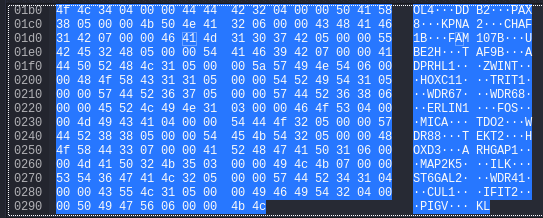 01b0 4f 4c 34 04 00 00 44 44 42 32 04 00 00 50 41 58 OL4···DDB2···PAX
01c0 38 05 00 00 4b 50 4e 41 32 06 00 00 43 48 41 46 8···KPNA2···CHAF
01d0 31 42 07 00 00 46 41 4d 31 30 37 42 05 00 00 55 1B···FAM107B···U
01e0 42 45 32 48 05 00 00 54 41 46 39 42 07 00 00 41 BE2H···TAF9B···A
01f0 44 50 52 48 4c 31 05 00 00 5a 57 49 4e 54 06 00 DPRHL1···ZWINT··
0200 00 48 4f 58 43 31 31 05 00 00 54 52 49 54 31 05 ·HOXC11···TRIT1·
0210 00 00 57 44 52 36 37 05 00 00 57 44 52 36 38 06 ··WDR67···WDR68·
0220 00 00 45 52 4c 49 4e 31 03 00 00 46 4f 53 04 00 ··ERLIN1···FOS··
0230 00 4d 49 43 41 04 00 00 54 44 4f 32 05 00 00 57 ·MICA···TDO2···W
0240 44 52 38 38 05 00 00 54 45 4b 54 32 05 00 00 48 DR88···TEKT2···H
0250 4f 58 44 33 07 00 00 41 52 48 47 41 50 31 06 00 OXD3···ARHGAP1··
0260 00 4d 41 50 32 4b 35 03 00 00 49 4c 4b 07 00 00 ·MAP2K5···ILK···
0270 53 54 36 47 41 4c 32 05 00 00 57 44 52 34 31 04 ST6GAL2···WDR41·
0280 00 00 43 55 4c 31 05 00 00 49 46 49 54 32 04 00 ··CUL1···IFIT2··
0290 00 50 49 47 56 06 00 00 4b 4c ·PIGV···KL